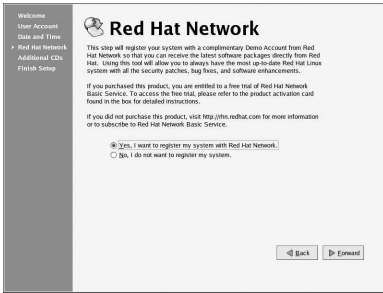 Welcome
User Account
Date and Time
Red Hat Network
Additional CDs
Finish Setup
Red Hat Network
This step will register your system with a complimentary Demo Account from Red
Hat Network so that you can receive the latest software packages directly from Red
Hat. Using this tool will allow you to always have the most up-to-date Red Hat Linux
system with all the security patches, bug fixes, and software enhancements.
If you purchased this product, you are entitled to a free trial of Red Hat Network
Basic Service. To access the free trial, please refer to the product activation card
found in the box for detailed instructions.
If you did not purchase this product, visit http://rhn.redhat.com for more information
or to subscribe to Red Hat Network Basic Service.
Yes, I want to register my system with Red Hat Network.
No, I do not want to register my system.
Back
Forward